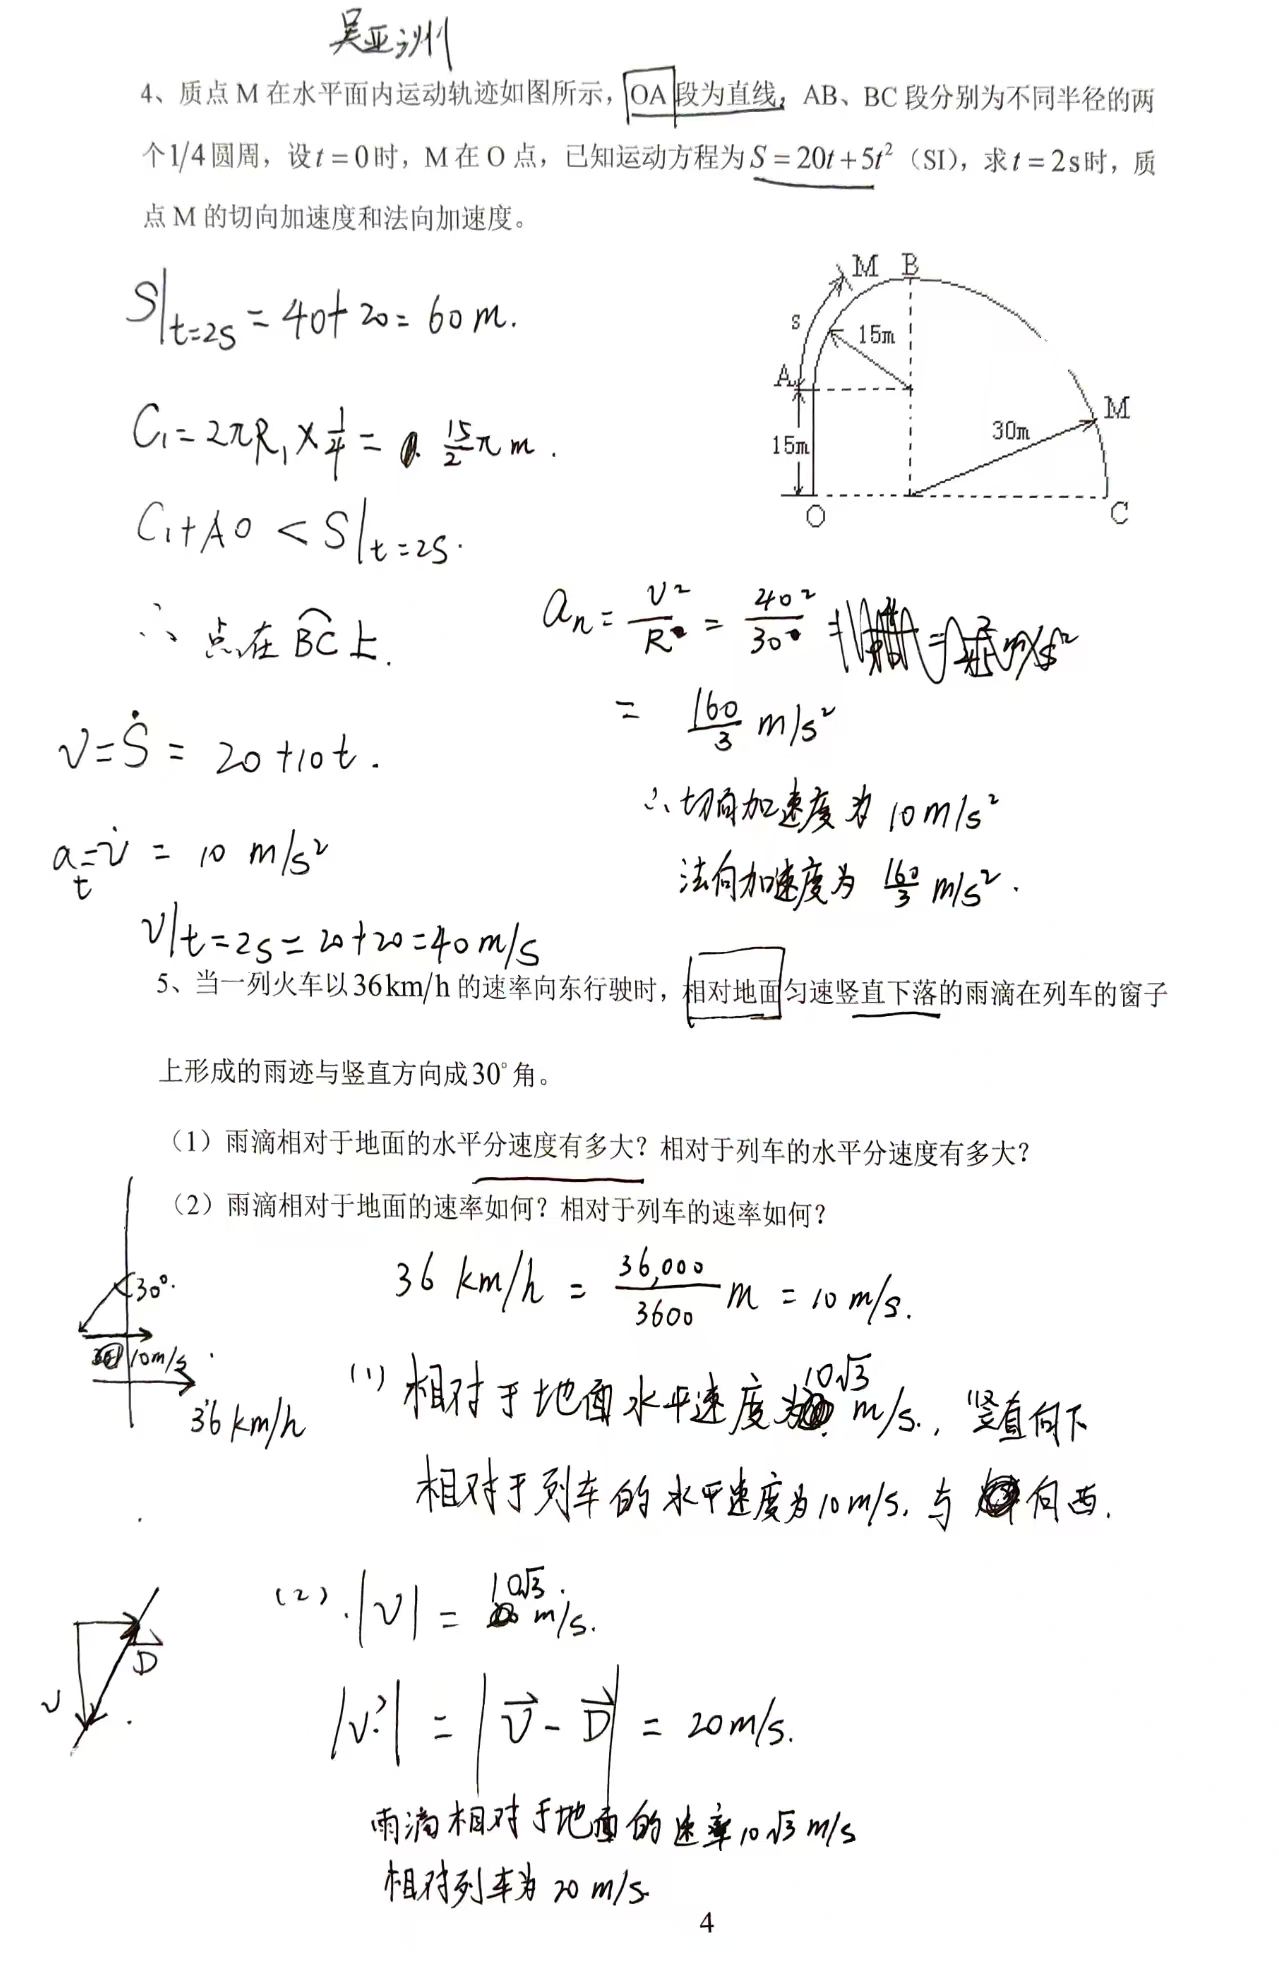 吴亚洲
4、质点 M 在水平面内运动轨迹如图所示，OA 段为直线，AB、BC 段分别为不同半径的两
个1/4圆周，设t=0时，M 在 O 点，已知运动方程为S=20t+5t²（SI），求t=2s时，质
点 M 的切向加速度和法向加速度。
S|t=2s = 40+20=60m.
C₁=2πR₁×1/4= 15/2 π m.
C₁+AO < S|t=2s.
∴ 点在BC上.
v=Ṡ= 20+10t.
a_t=v̇ = 10 m/s²
v|t=2s=20+20=40m/s
M B
s 15m
A
15m 30m M
O C
a_n= v²/R = 40²/30
= 160/3 m/s²
∴切向加速度为 10m/s²
法向加速度为 160/3 m/s².
5、当一列火车以36km/h的速率向东行驶时，相对地面匀速竖直下落的雨滴在列车的窗子
上形成的雨迹与竖直方向成30°角。
（1）雨滴相对于地面的水平分速度有多大？相对于列车的水平分速度有多大？
（2）雨滴相对于地面的速率如何？相对于列车的速率如何？
30°.
10m/s
36km/h
36 km/h = 36,000/3600 m = 10 m/s.
(1) 相对于地面水平速度为10√3 m/s., 竖直向下
相对于列车的水平速度为10m/s. 与 向西.
(2) .|v| = 10√3 m/s.
v D
|v'| = |v⃗-D⃗| = 20m/s.
雨滴相对于地面的速率10√3 m/s
相对列车为 20 m/s.
4